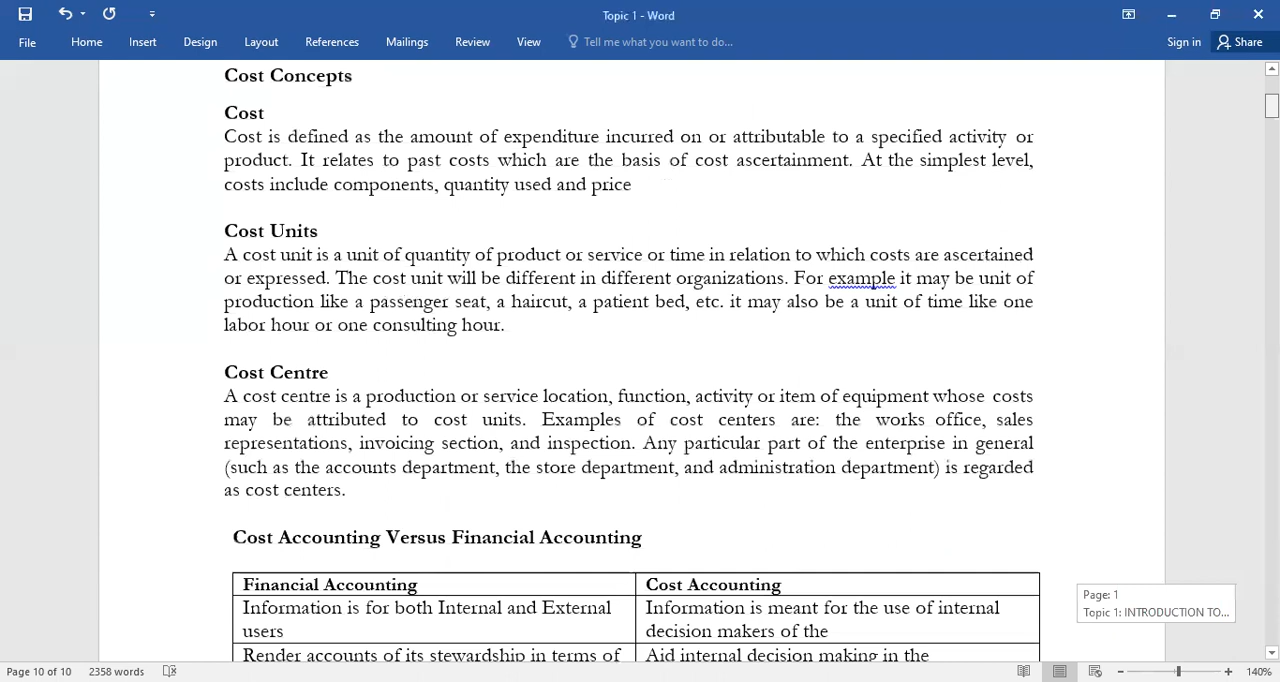 Topic 1 - Word
File Home Insert Design Layout References Mailings Review View Tell me what you want to do... Sign in Share
Cost Concepts
Cost
Cost is defined as the amount of expenditure incurred on or attributable to a specified activity or
product. It relates to past costs which are the basis of cost ascertainment. At the simplest level,
costs include components, quantity used and price
Cost Units
A cost unit is a unit of quantity of product or service or time in relation to which costs are ascertained
or expressed. The cost unit will be different in different organizations. For example it may be unit of
production like a passenger seat, a haircut, a patient bed, etc. it may also be a unit of time like one
labor hour or one consulting hour.
Cost Centre
A cost centre is a production or service location, function, activity or item of equipment whose costs
may be attributed to cost units. Examples of cost centers are: the works office, sales
representations, invoicing section, and inspection. Any particular part of the enterprise in general
(such as the accounts department, the store department, and administration department) is regarded
as cost centers.
Cost Accounting Versus Financial Accounting
Financial Accounting Cost Accounting
Information is for both Internal and External Information is meant for the use of internal
users decision makers of the
Render accounts of its stewardship in terms of Aid internal decision making in the
Page: 1
Topic 1: INTRODUCTION TO...
Page 10 of 10 2358 words 140%